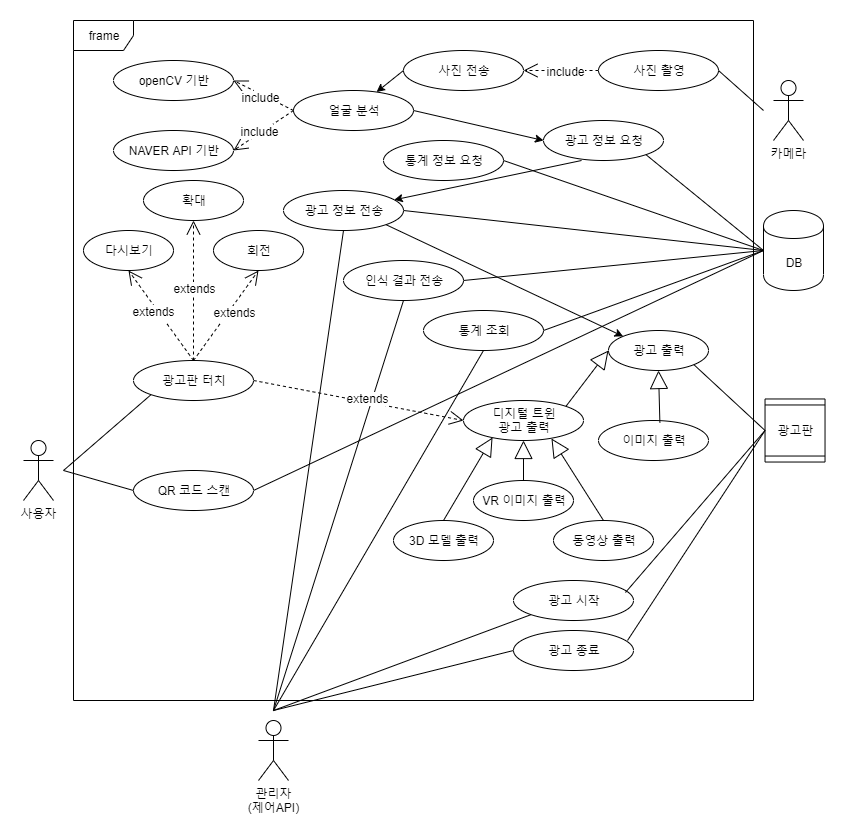 frame
openCV 기반
include
사진 전송
include
사진 촬영
얼굴 분석
카메라
include
NAVER API 기반
광고 정보 요청
통계 정보 요청
확대
광고 정보 전송
다시보기
회전
DB
인식 결과 전송
extends
extends
extends
통계 조회
광고 출력
광고판 터치
extends
디지털 트윈
광고 출력
이미지 출력
광고판
사용자
QR 코드 스캔
VR 이미지 출력
3D 모델 출력
동영상 출력
광고 시작
광고 종료
관리자
(제어API)